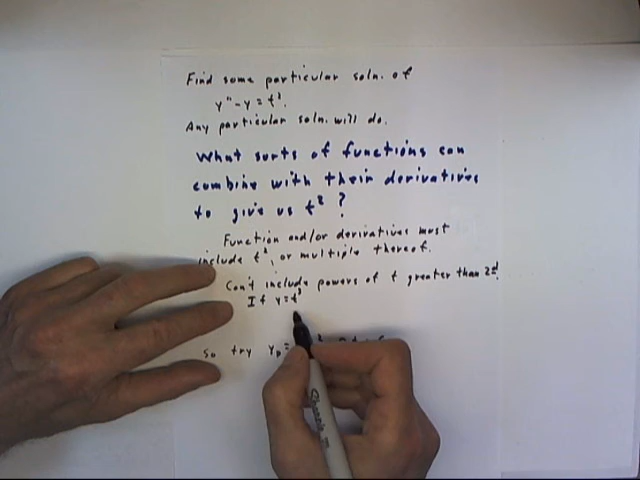 Find some particular soln. of
y'' - y = t².
Any particular soln. will do.
What sorts of functions can
combine with their derivatives
to give us t² ?
Function and/or derivatives must
include t², or multiple thereof.
Can't include powers of t greater than 2nd.
If y = t³
so try yp =
Sharpie